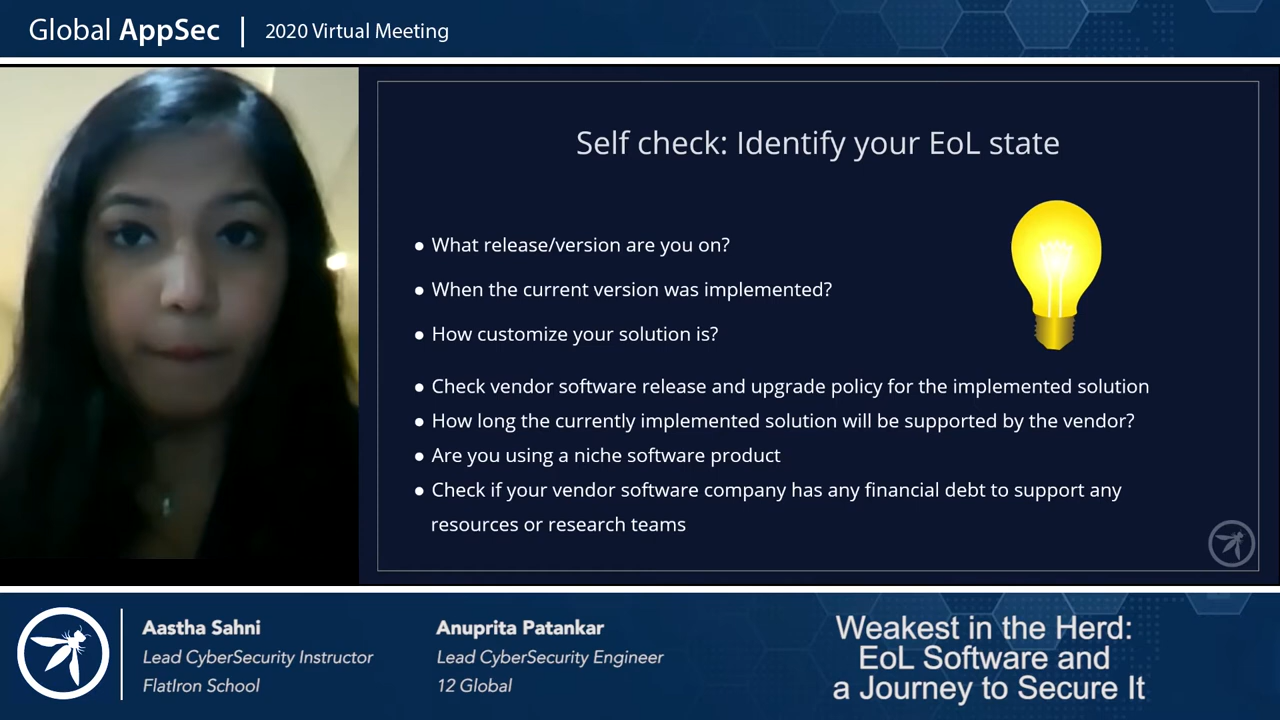 Global AppSec | 2020 Virtual Meeting
Self check: Identify your EoL state
● What release/version are you on?
● When the current version was implemented?
● How customize your solution is?
● Check vendor software release and upgrade policy for the implemented solution
● How long the currently implemented solution will be supported by the vendor?
● Are you using a niche software product
● Check if your vendor software company has any financial debt to support any
resources or research teams
Aastha Sahni
Lead CyberSecurity Instructor
FlatIron School
Anuprita Patankar
Lead CyberSecurity Engineer
12 Global
Weakest in the Herd:
EoL Software and
a Journey to Secure It